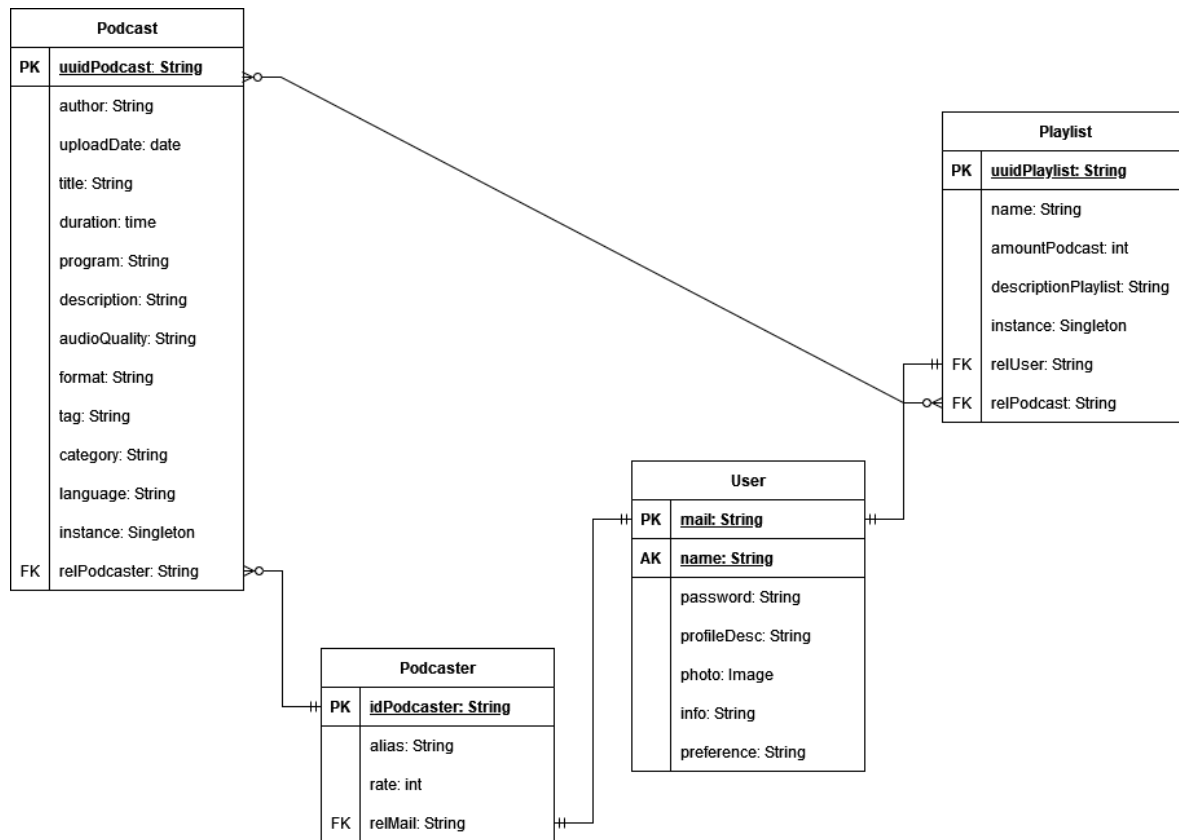 Podcast
PK uuidPodcast: String
author: String
uploadDate: date
title: String
duration: time
program: String
description: String
audioQuality: String
format: String
tag: String
category: String
language: String
instance: Singleton
FK relPodcaster: String
Playlist
PK uuidPlaylist: String
name: String
amountPodcast: int
descriptionPlaylist: String
instance: Singleton
FK relUser: String
FK relPodcast: String
User
PK mail: String
AK name: String
password: String
profileDesc: String
photo: Image
info: String
preference: String
Podcaster
PK idPodcaster: String
alias: String
rate: int
FK relMail: String